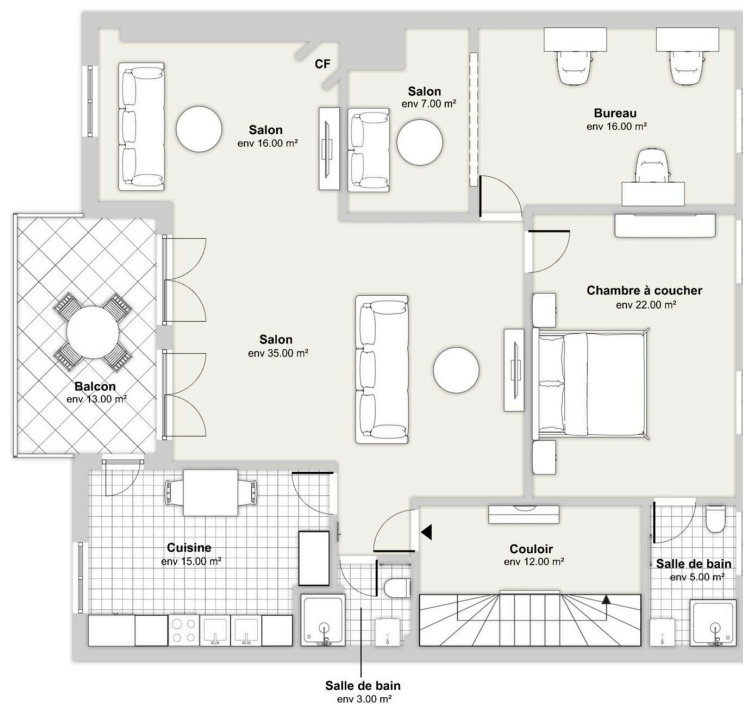 CF
Salon
env 7.00 m²
Salon
env 16.00 m²
Bureau
env 16.00 m²
Chambre à coucher
env 22.00 m²
Salon
env 35.00 m²
Balcon
env 13.00 m²
Cuisine
env 15.00 m²
Couloir
env 12.00 m²
Salle de bain
env 5.00 m²
Salle de bain
env 3.00 m²